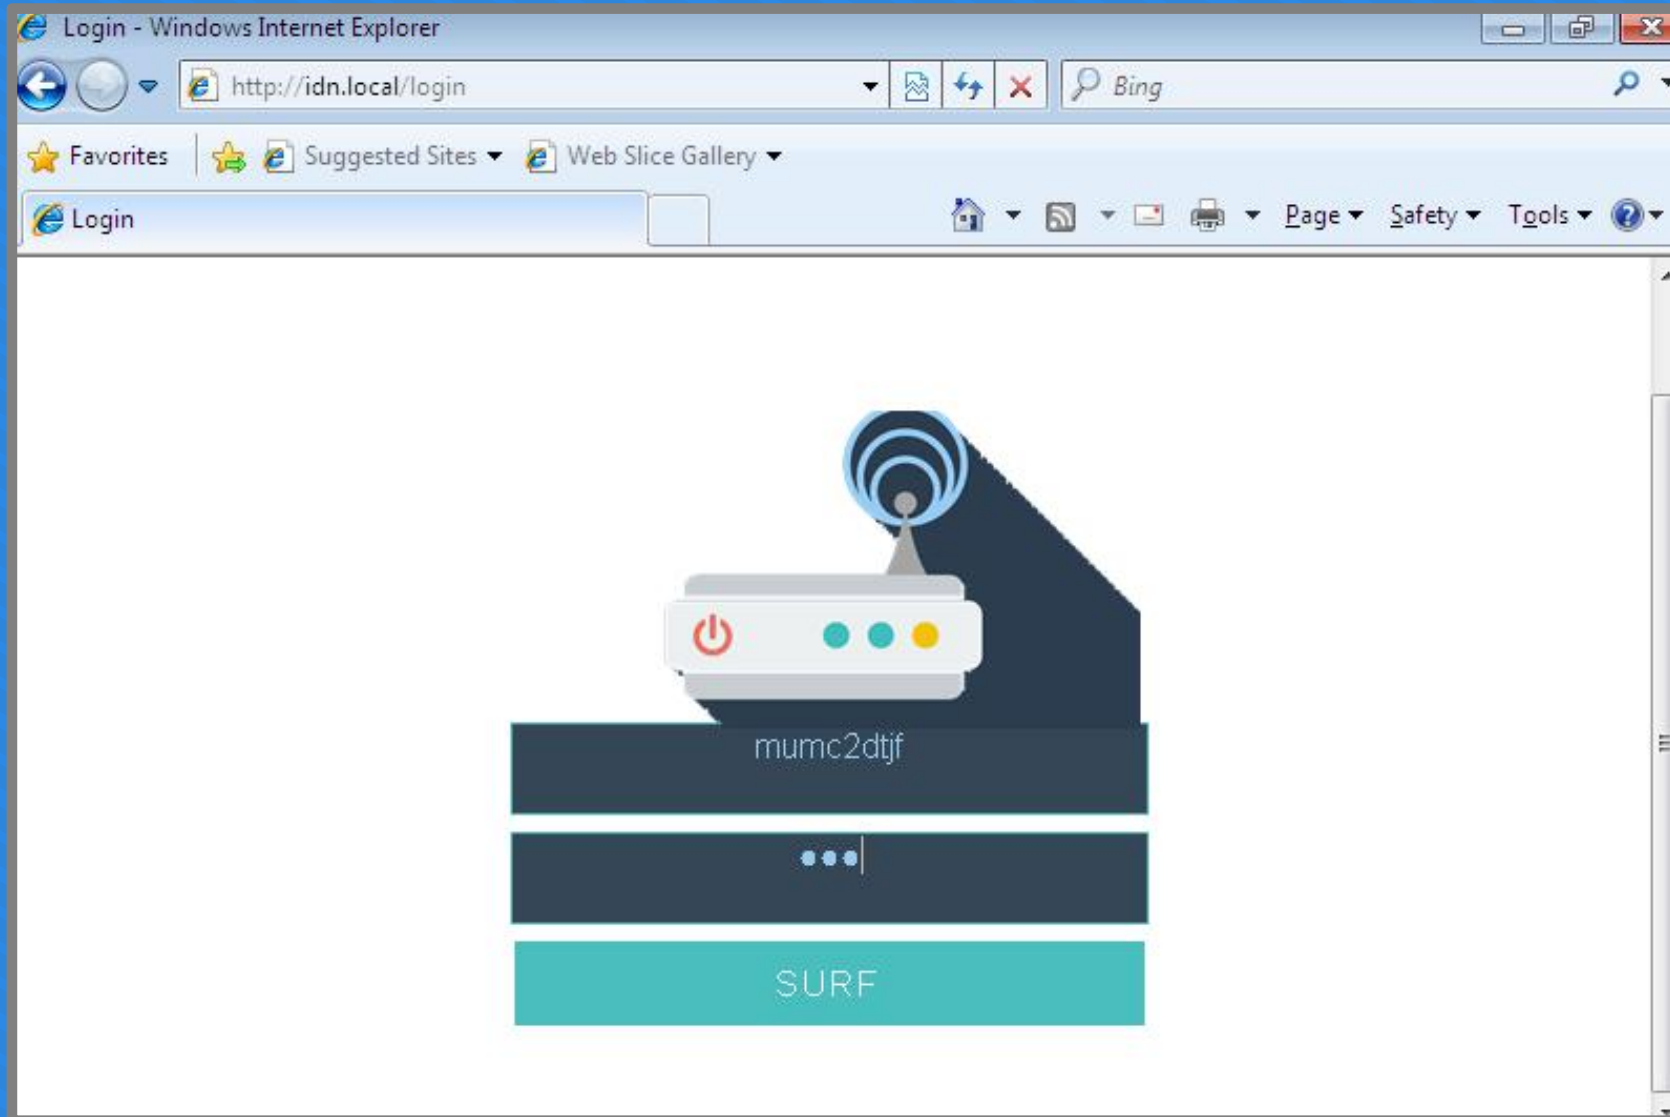 Login - Windows Internet Explorer
http://idn.local/login
Bing
Favorites
Suggested Sites
Web Slice Gallery
Login
Page
Safety
Tools
mumc2dtjf
SURF